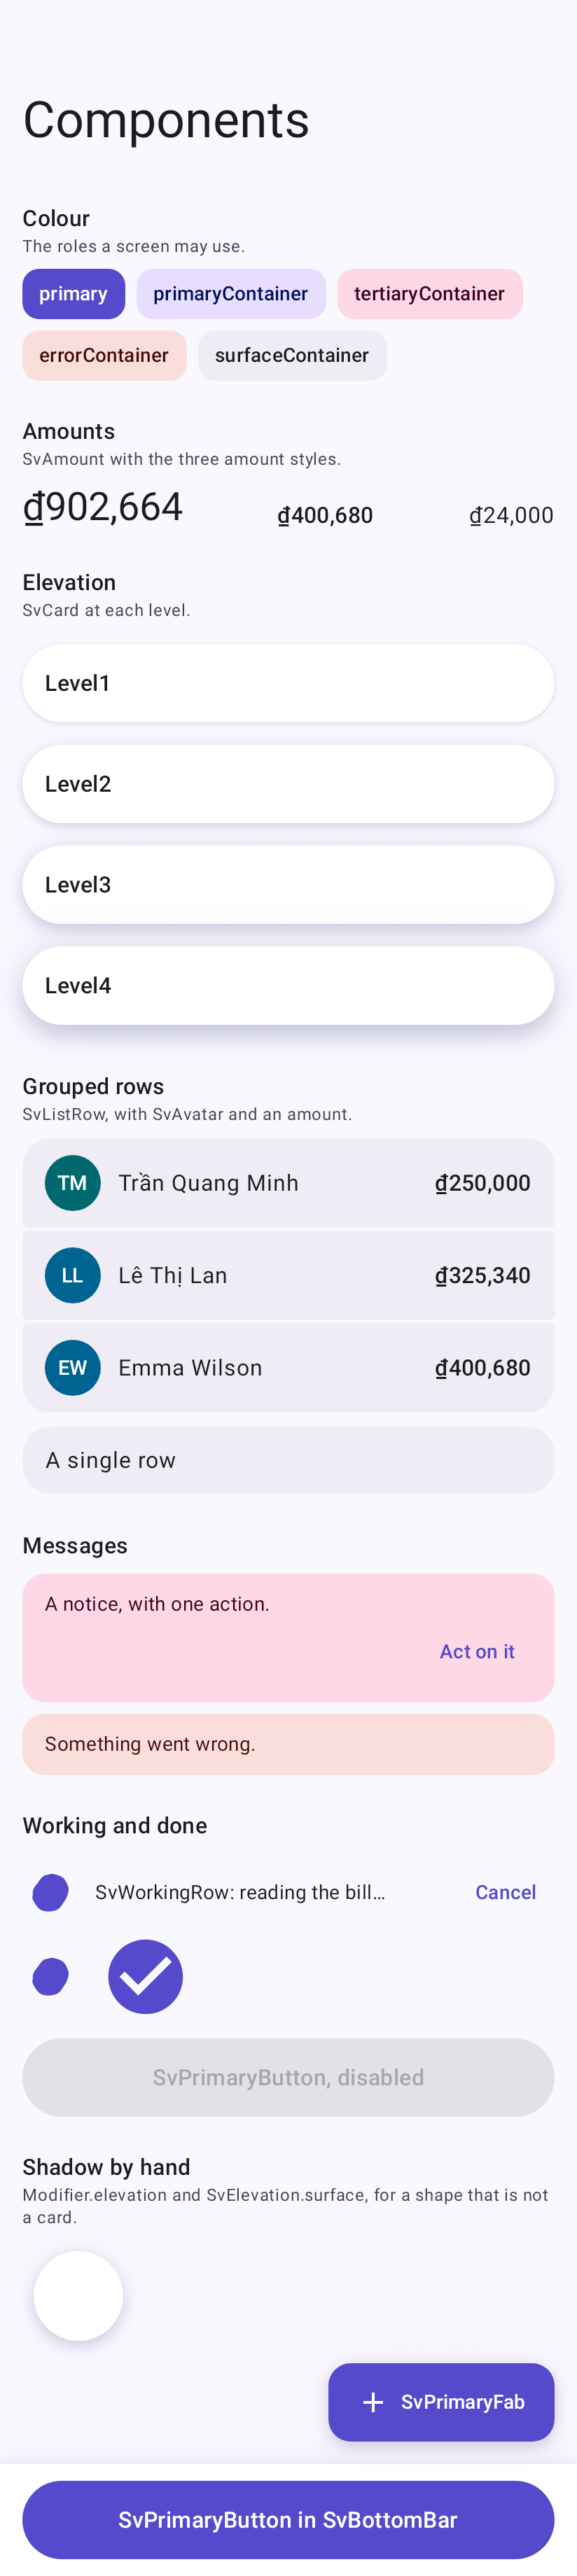 Components
Colour
The roles a screen may use.
primary
primaryContainer
tertiaryContainer
errorContainer
surfaceContainer
Amounts
SvAmount with the three amount styles.
₫902,664 ₫400,680 ₫24,000
Elevation
SvCard at each level.
Level1
Level2
Level3
Level4
Grouped rows
SvListRow, with SvAvatar and an amount.
TM Trần Quang Minh ₫250,000
LL Lê Thị Lan ₫325,340
EW Emma Wilson ₫400,680
A single row
Messages
A notice, with one action.
Act on it
Something went wrong.
Working and done
SvWorkingRow: reading the bill… Cancel
SvPrimaryButton, disabled
Shadow by hand
Modifier.elevation and SvElevation.surface, for a shape that is not
a card.
SvPrimaryFab
SvPrimaryButton in SvBottomBar